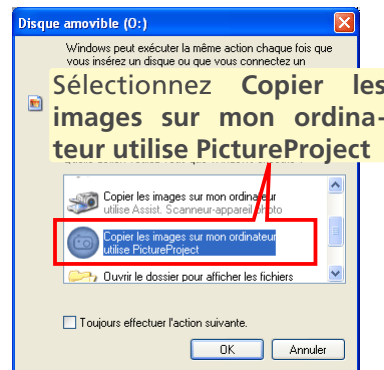 Disque amovible (O:)
Windows peut exécuter la même action chaque fois que
vous insérez un disque ou que vous connectez un
Sélectionnez Copier les
images sur mon ordina-
teur utilise PictureProject
Copier les images sur mon ordinateur
utilise Assist. Scanneur-appareil photo
Copier les images sur mon ordinateur
utilise PictureProject
Ouvrir le dossier pour afficher les fichiers
Toujours effectuer l'action suivante.
OK
Annuler